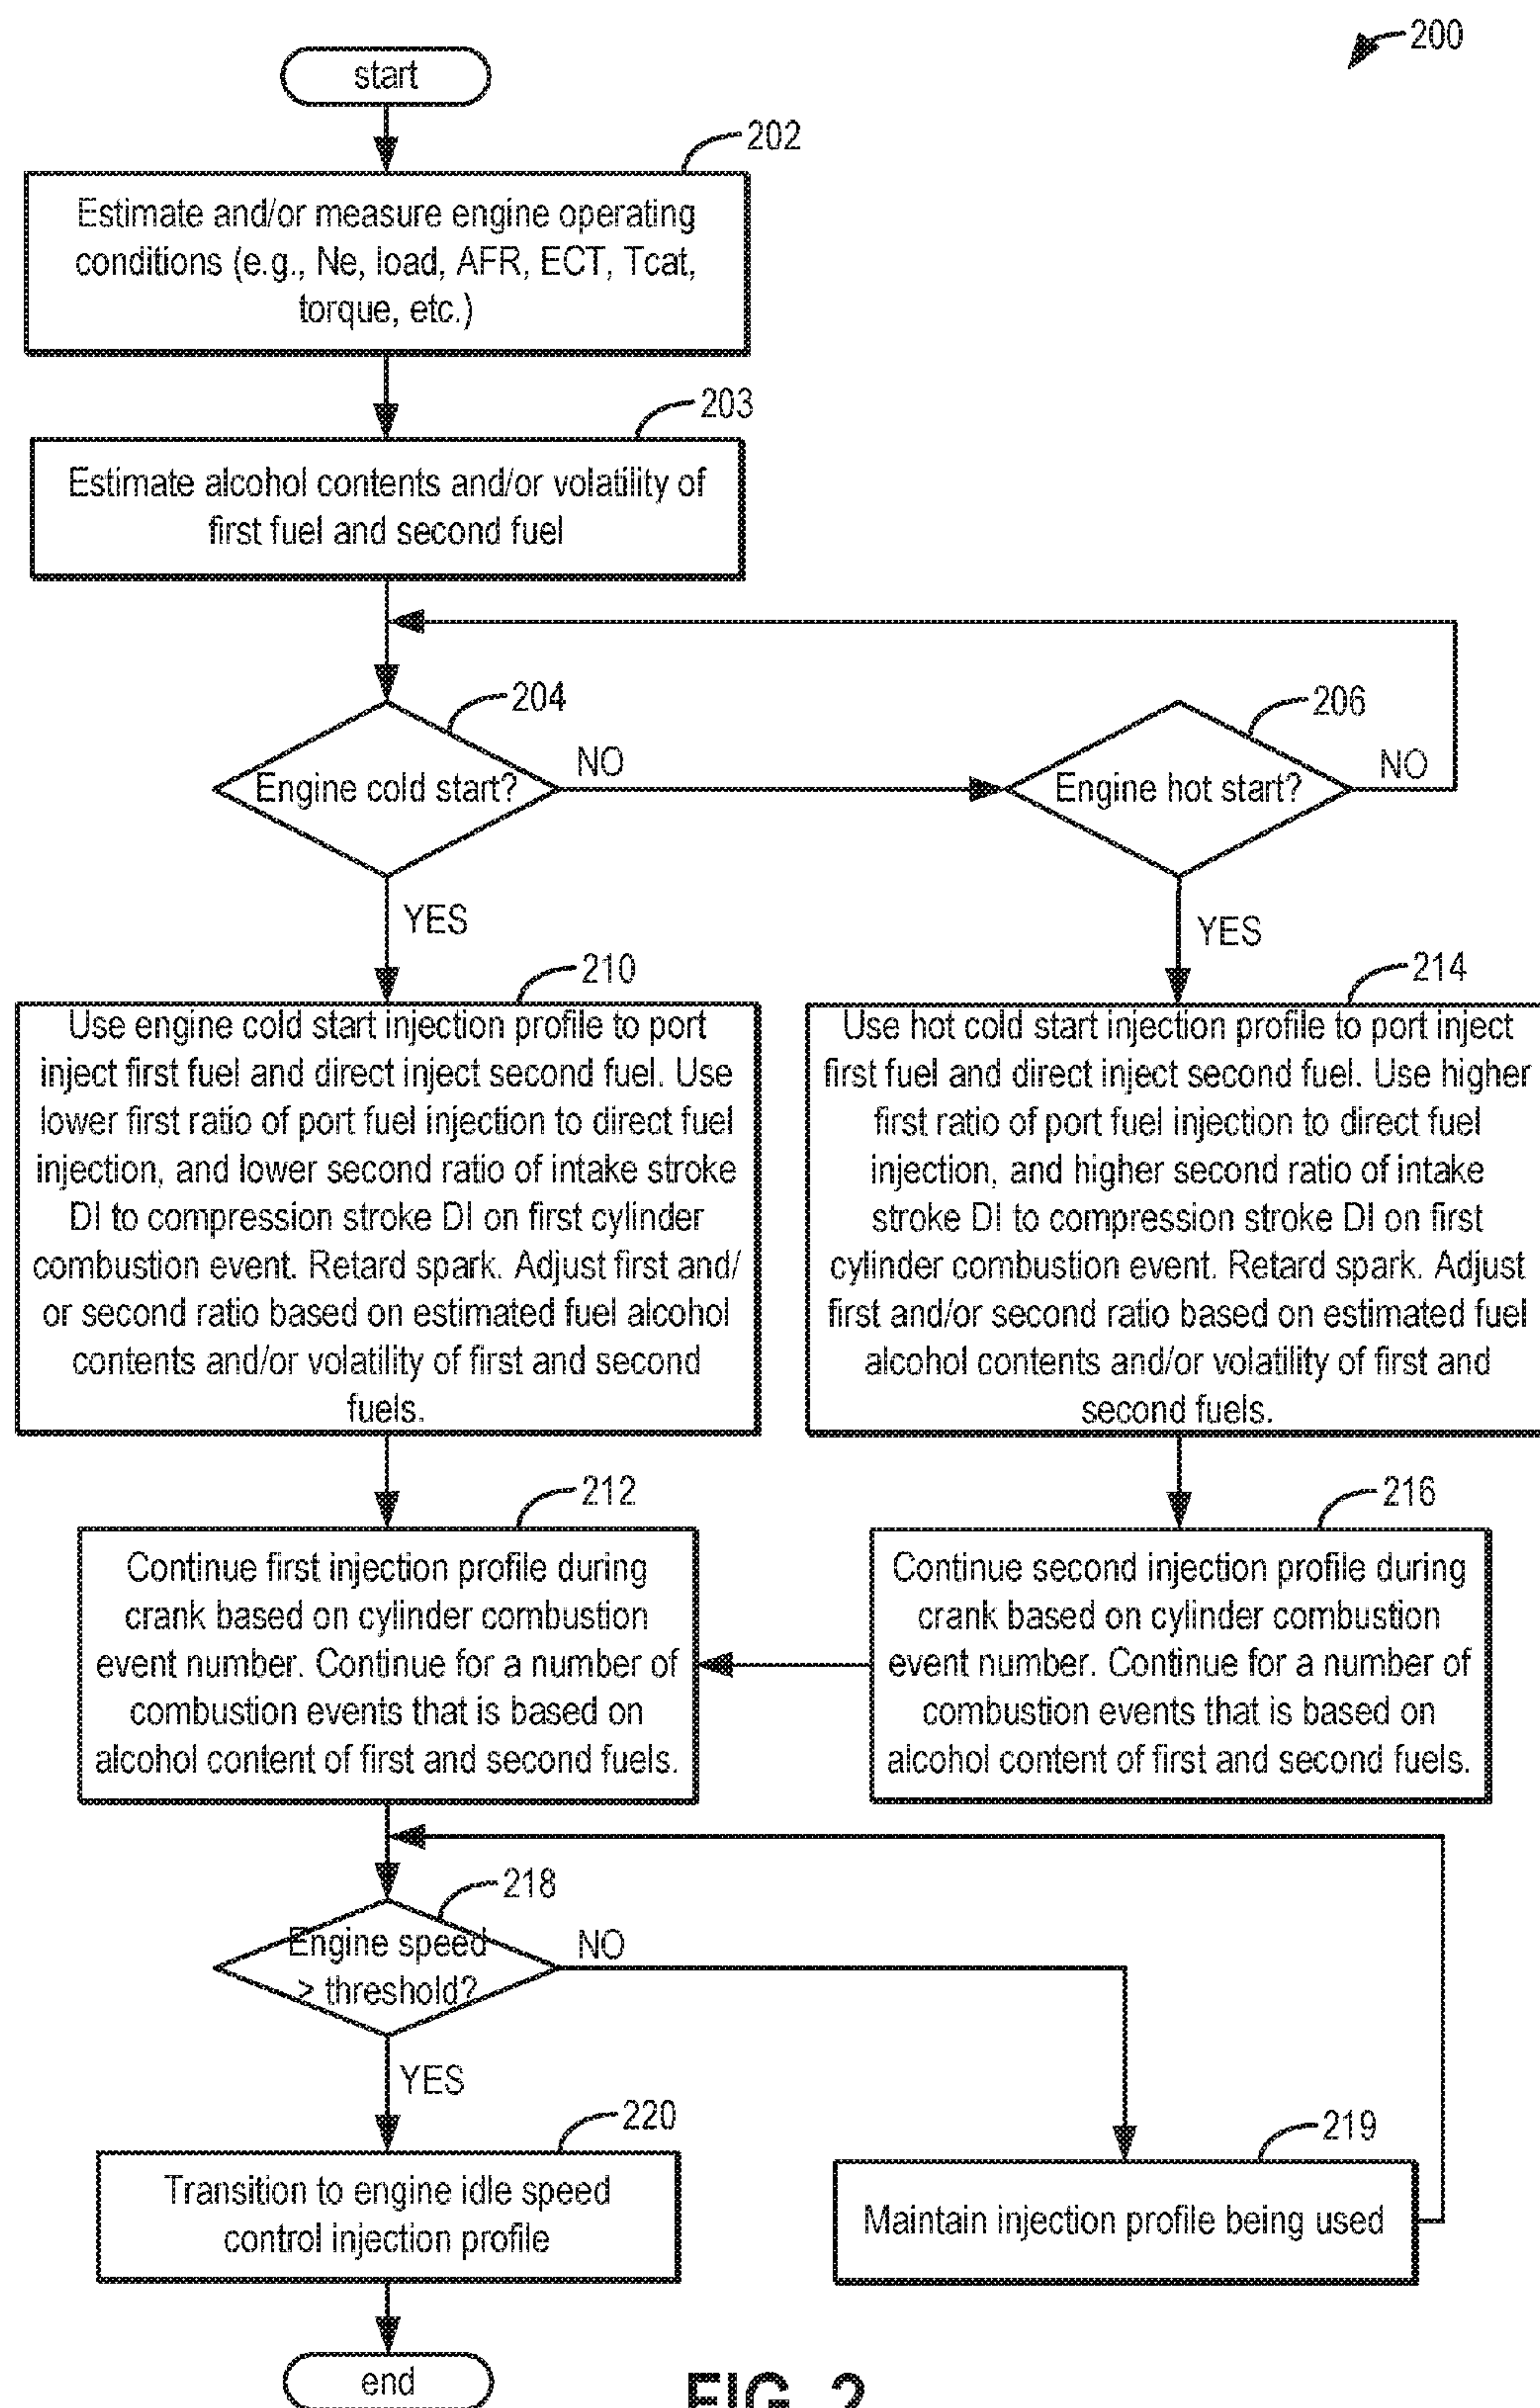 200
start
202
Estimate and/or measure engine operating
conditions (e.g., Ne, load, AFR, ECT, Tcat,
torque, etc.)
203
Estimate alcohol contents and/or volatility of
first fuel and second fuel
204
Engine cold start?
NO
206
Engine hot start?
NO
YES
YES
210
Use engine cold start injection profile to port
inject first fuel and direct inject second fuel. Use
lower first ratio of port fuel injection to direct fuel
injection, and lower second ratio of intake stroke
DI to compression stroke DI on first cylinder
combustion event. Retard spark. Adjust first and/
or second ratio based on estimated fuel alcohol
contents and/or volatility of first and second
fuels.
214
Use hot cold start injection profile to port inject
first fuel and direct inject second fuel. Use higher
first ratio of port fuel injection to direct fuel
injection, and higher second ratio of intake
stroke DI to compression stroke DI on first
cylinder combustion event. Retard spark. Adjust
first and/or second ratio based on estimated fuel
alcohol contents and/or volatility of first and
second fuels.
212
Continue first injection profile during
crank based on cylinder combustion
event number. Continue for a number of
combustion events that is based on
alcohol content of first and second fuels.
216
Continue second injection profile during
crank based on cylinder combustion
event number. Continue for a number of
combustion events that is based on
alcohol content of first and second fuels.
218
Engine speed
> threshold?
NO
YES
220
Transition to engine idle speed
control injection profile
219
Maintain injection profile being used
end
FIG. 2